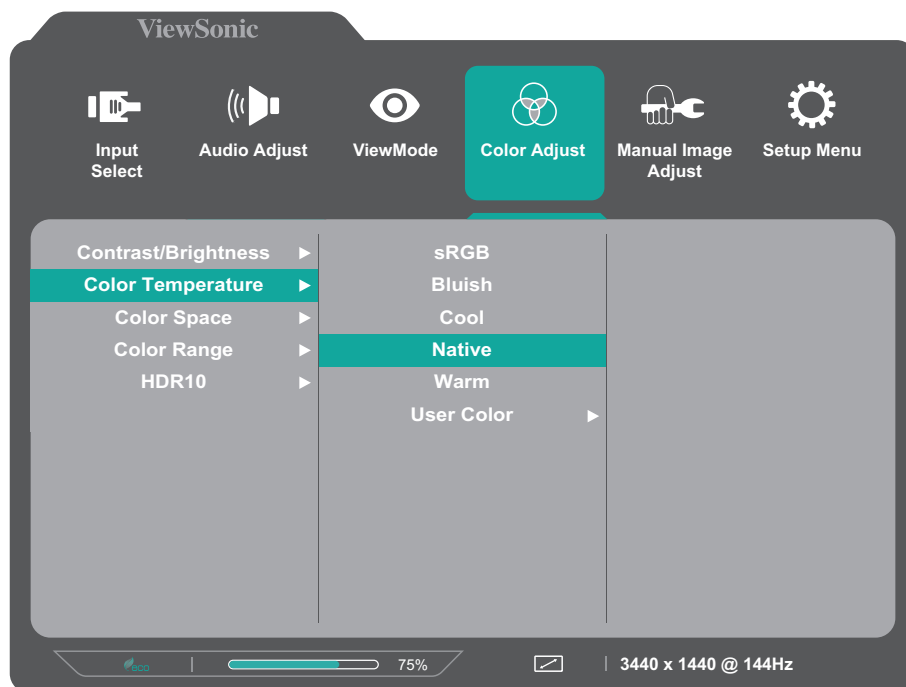 ViewSonic
Input
Select
Audio Adjust
ViewMode
Color Adjust
Manual Image
Adjust
Setup Menu
Contrast/Brightness
Color Temperature
Color Space
Color Range
HDR10
sRGB
Bluish
Cool
Native
Warm
User Color
eco
75%
3440 x 1440 @ 144Hz